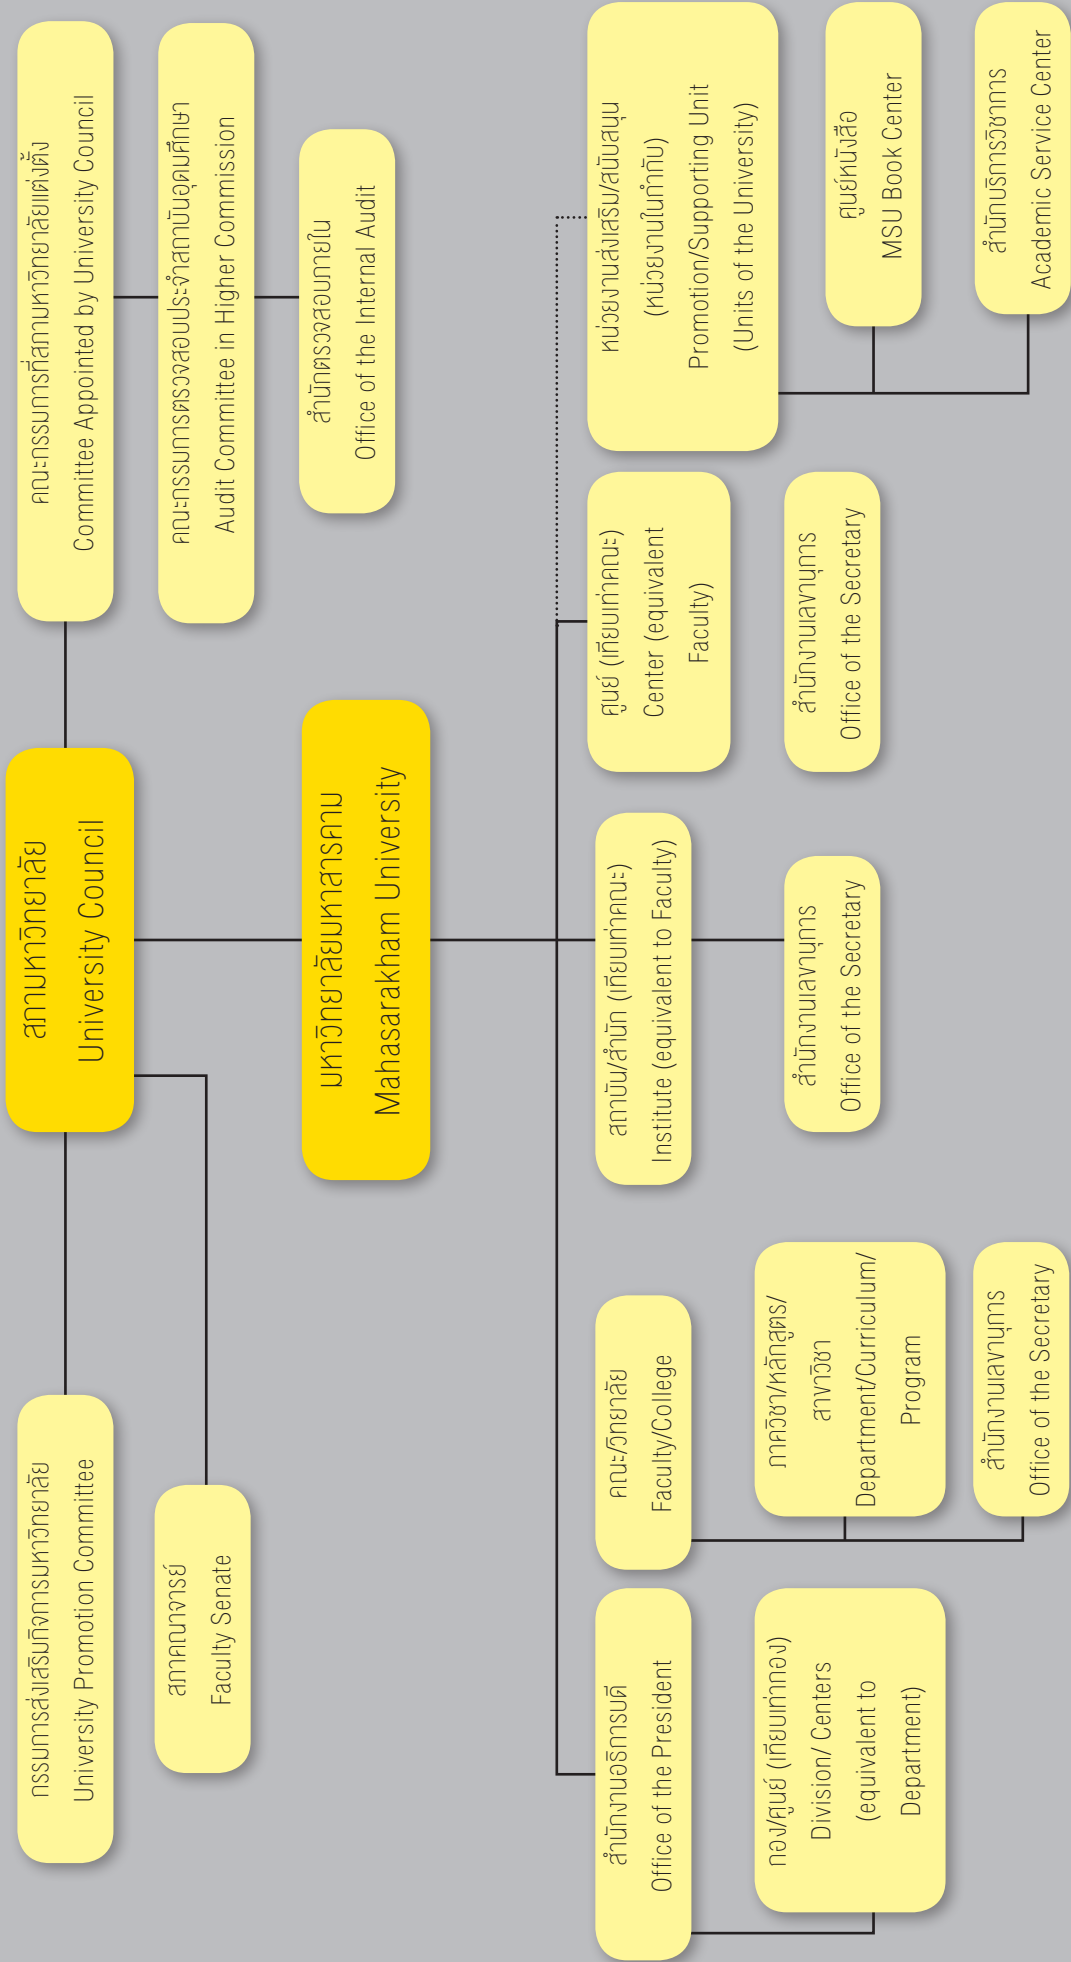 สภามหาวิทยาลัย
University Council
กรรมการส่งเสริมกิจการมหาวิทยาลัย
University Promotion Committee
คณะกรรมการที่สภามหาวิทยาลัยแต่งตั้ง
Committee Appointed by University Council
สภาคณาจารย์
Faculty Senate
คณะกรรมการตรวจสอบประจำสถาบันอุดมศึกษา
Audit Committee in Higher Commission
สำนักตรวจสอบภายใน
Office of the Internal Audit
มหาวิทยาลัยมหาสารคาม
Mahasarakham University
สำนักงานอธิการบดี
Office of the President
กอง/ศูนย์ (เทียบเท่ากอง)
Division/ Centers
(equivalent to
Department)
คณะ/วิทยาลัย
Faculty/College
ภาควิชา/หลักสูตร/
สาขาวิชา
Department/Curriculum/
Program
สำนักงานเลขานุการ
Office of the Secretary
สถาบัน/สำนัก (เทียบเท่าคณะ)
Institute (equivalent to Faculty)
สำนักงานเลขานุการ
Office of the Secretary
ศูนย์ (เทียบเท่าคณะ)
Center (equivalent
Faculty)
สำนักงานเลขานุการ
Office of the Secretary
หน่วยงานส่งเสริม/สนับสนุน
(หน่วยงานในกำกับ)
Promotion/Supporting Unit
(Units of the University)
ศูนย์หนังสือ
MSU Book Center
สำนักบริการวิชาการ
Academic Service Center